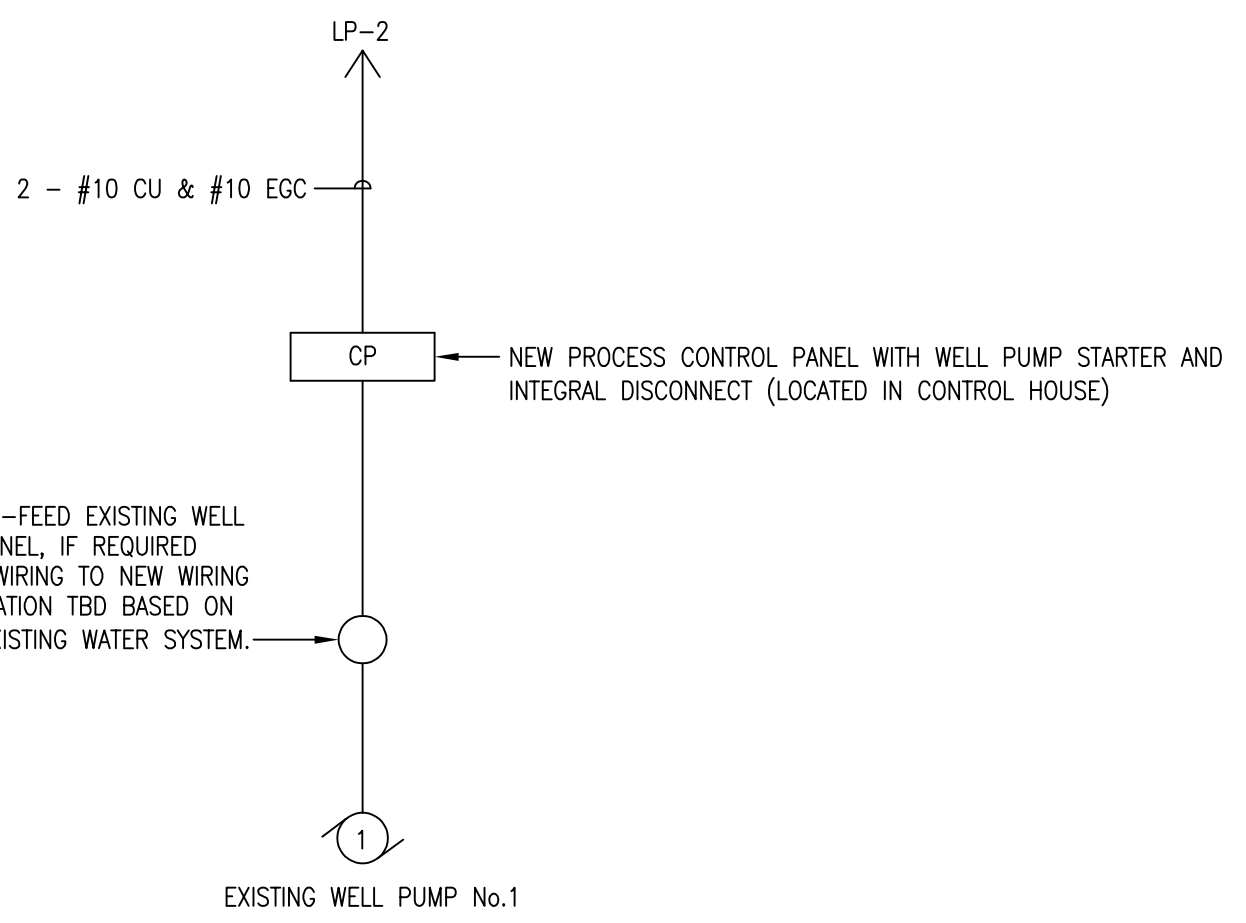 LP-2
2 - #10 CU & #10 EGC
CP
NEW PROCESS CONTROL PANEL WITH WELL PUMP STARTER AND
INTEGRAL DISCONNECT (LOCATED IN CONTROL HOUSE)
-FEED EXISTING WELL
NEL, IF REQUIRED
WIRING TO NEW WIRING
ATION TBD BASED ON
EXISTING WATER SYSTEM.
1
EXISTING WELL PUMP No.1